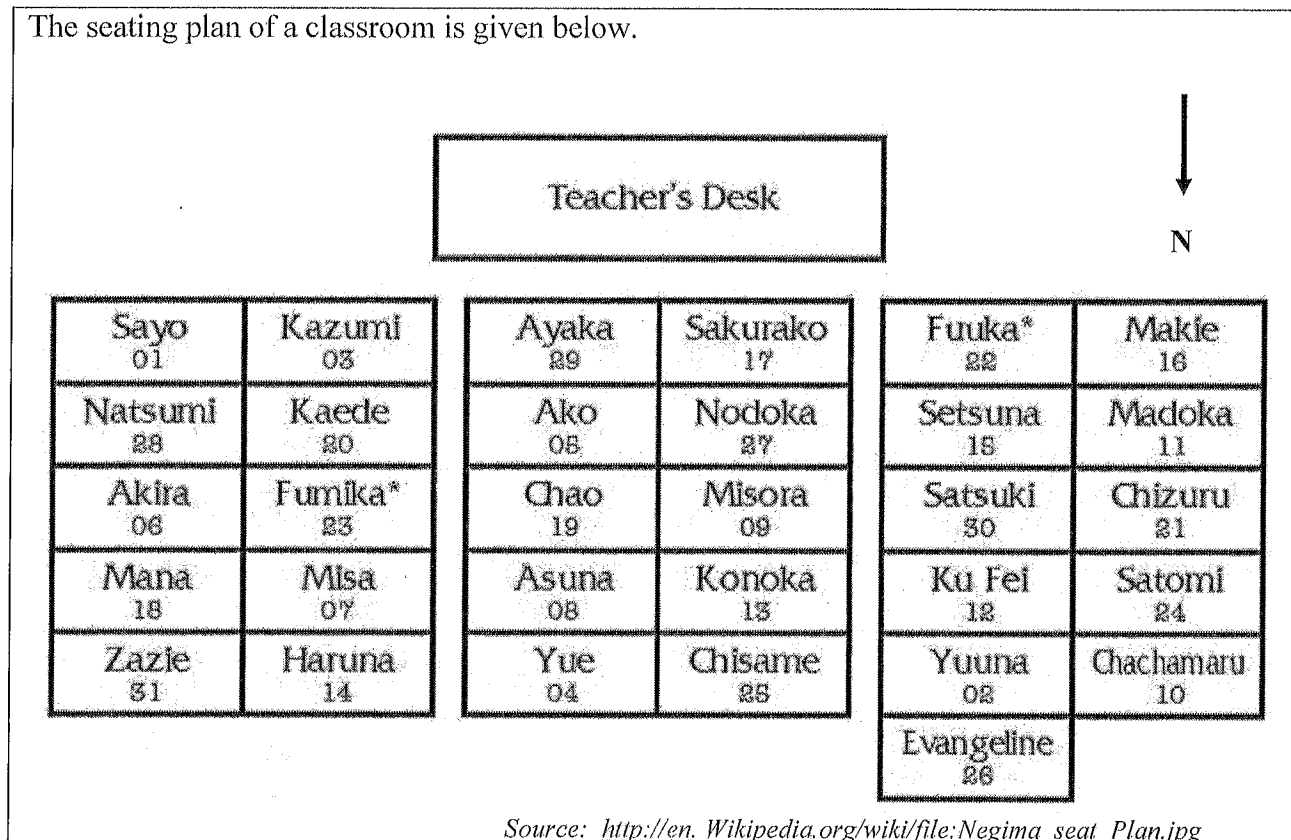 The seating plan of a classroom is given below.
Teacher's Desk
N
Sayo Kazumi Ayaka Sakurako Fuuka* Makie
01 03 29 17 22 16
Natsumi Kaede Ako Nodoka Setsuna Madoka
28 20 05 27 15 11
Akira Fumika* Chao Misora Satsuki Chizuru
06 23 19 09 30 21
Mana Misa Asuna Konoka Ku Fei Satomi
18 07 08 13 12 24
Zazie Haruna Yue Chisame Yuuna Chachamaru
31 14 04 25 02 10
Evangeline
26
Source: http://en. Wikipedia.org/wiki/file:Negima_seat_Plan.jpg